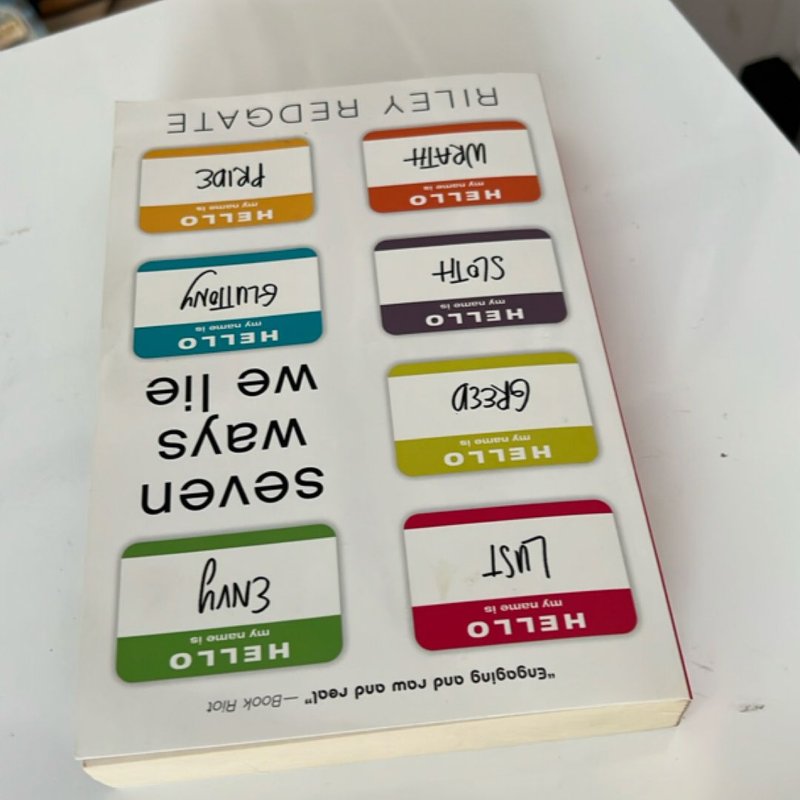 "Engaging and raw and real" —Book Riot
HELLO
my name is
LUST
HELLO
my name is
ENVY
seven
ways
we lie
HELLO
my name is
GREED
HELLO
my name is
SLOTH
HELLO
my name is
GLUTTONY
HELLO
my name is
WRATH
HELLO
my name is
PRIDE
RILEY REDGATE